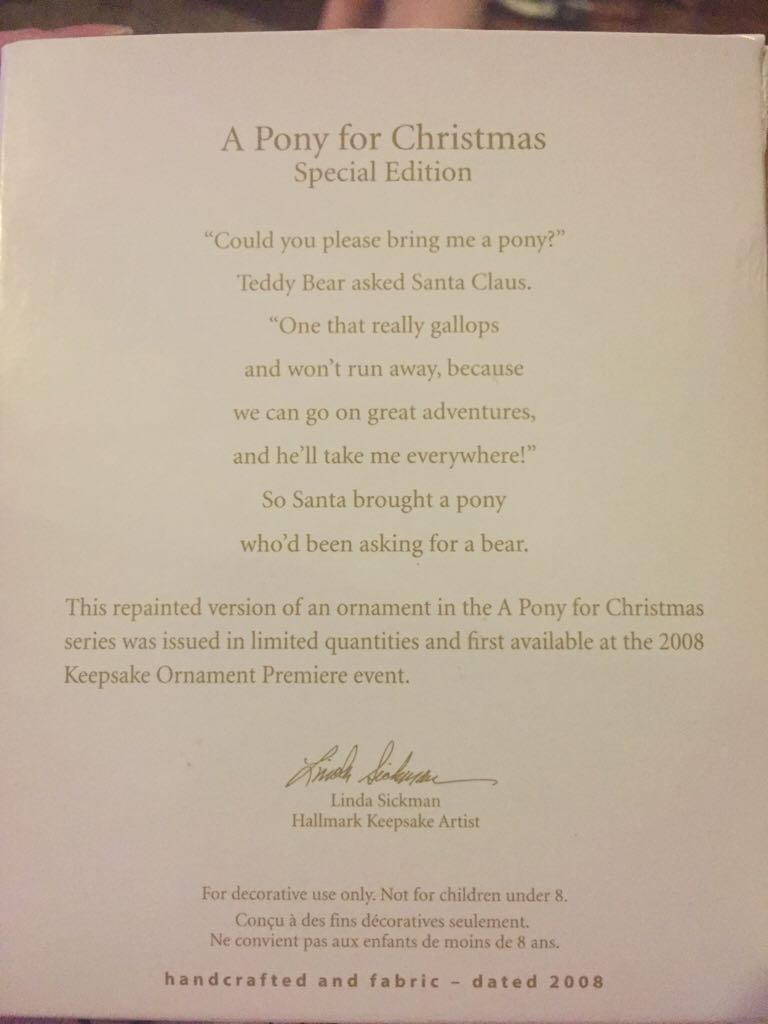 A Pony for Christmas
Special Edition
“Could you please bring me a pony?”
Teddy Bear asked Santa Claus.
“One that really gallops
and won’t run away, because
we can go on great adventures,
and he’ll take me everywhere!”
So Santa brought a pony
who’d been asking for a bear.
This repainted version of an ornament in the A Pony for Christmas
series was issued in limited quantities and first available at the 2008
Keepsake Ornament Premiere event.
Linda Sickman
Linda Sickman
Hallmark Keepsake Artist
For decorative use only. Not for children under 8.
Conçu à des fins décoratives seulement.
Ne convient pas aux enfants de moins de 8 ans.
handcrafted and fabric – dated 2008